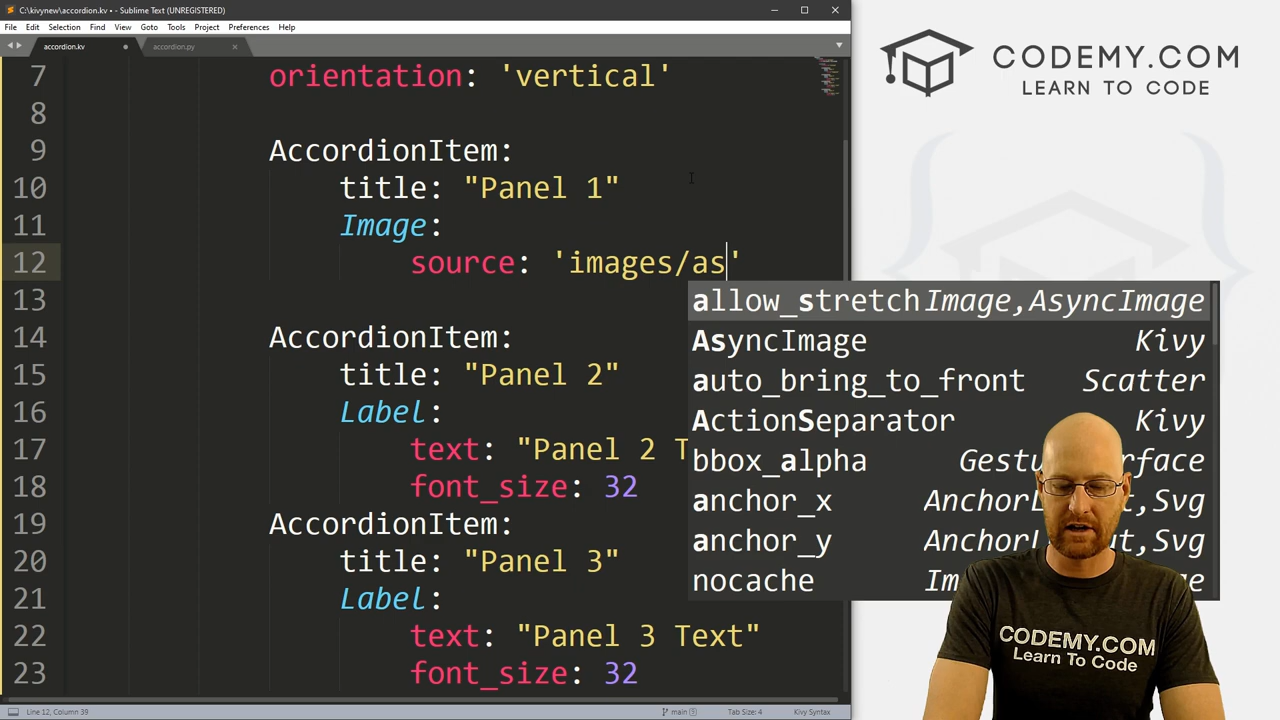 C:\kivynew\accordion.kv • - Sublime Text (UNREGISTERED)
File Edit Selection Find View Goto Tools Project Preferences Help
accordion.kv
accordion.py
CODEMY.COM
LEARN TO CODE
7 orientation: 'vertical'
8
9 AccordionItem:
10 title: "Panel 1"
11 Image:
12 source: 'images/as'
13
allow_stretch Image,AsyncImage
14 AccordionItem:
AsyncImage Kivy
15 title: "Panel 2"
auto_bring_to_front Scatter
16 Label:
ActionSeparator Kivy
17 text: "Panel 2 T
bbox_alpha
18 font_size: 32
anchor_x
19 AccordionItem:
anchor_y
20 title: "Panel 3"
nocache
21 Label:
22 text: "Panel 3 Text"
23 font_size: 32
CODEMY.COM
Learn To Code
Line 12, Column 39
main
Tab Size: 4
Kivy Syntax